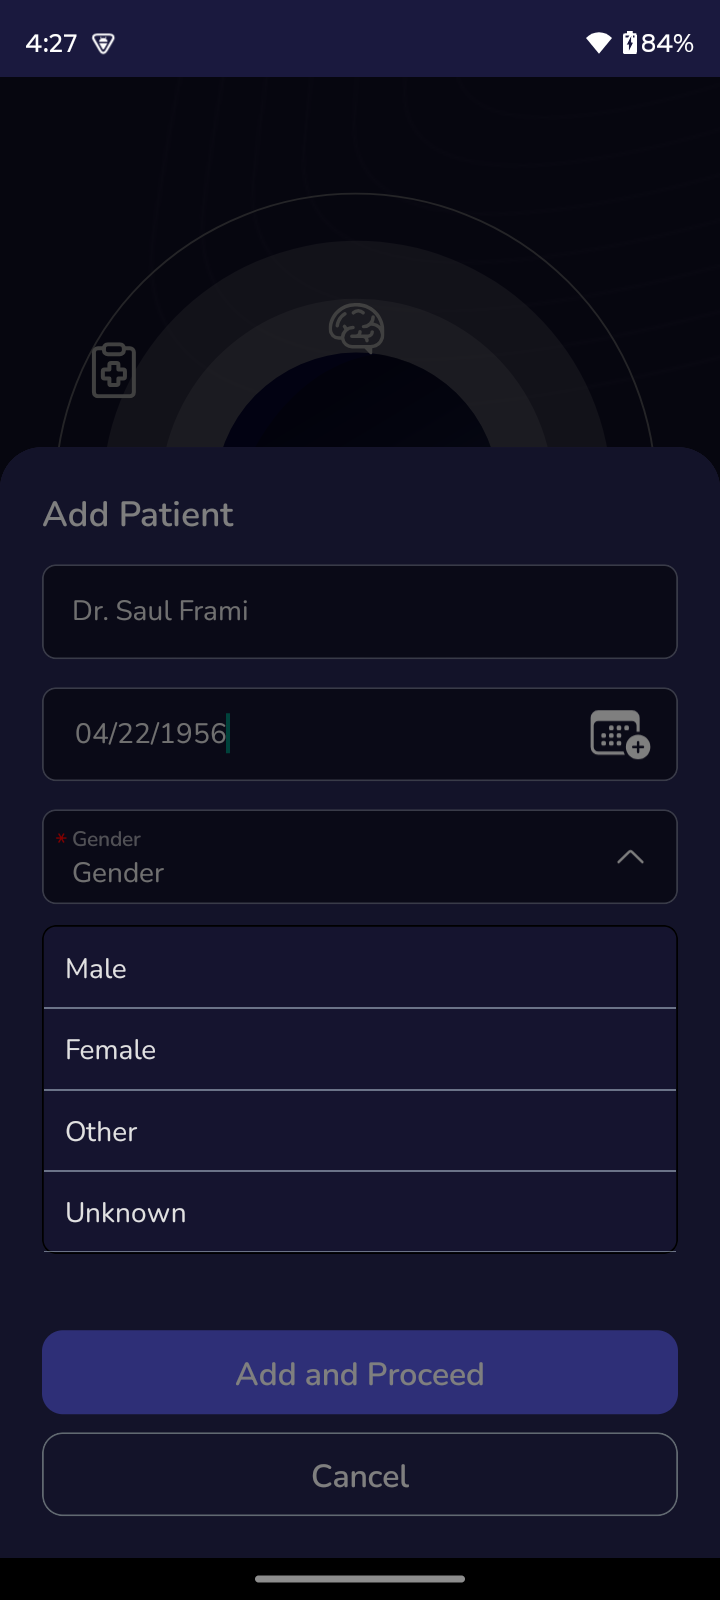 4:27
84%
Add Patient
Dr. Saul Frami
04/22/1956
* Gender
Gender
Male
Female
Other
Unknown
Add and Proceed
Cancel